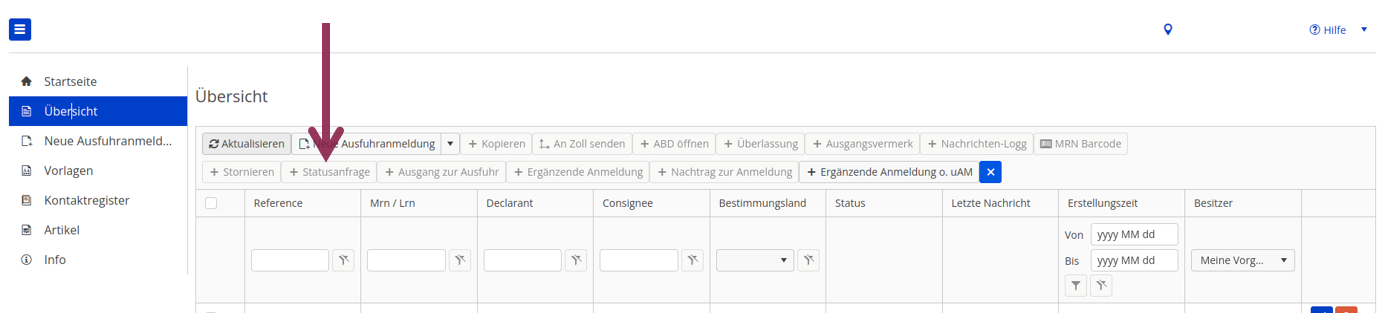 Hilfe
Startseite
Übersicht
Neue Ausfuhranmeld...
Vorlagen
Kontaktregister
Artikel
Info
Übersicht
Aktualisieren Neue Ausfuhranmeldung Kopieren An Zoll senden + ABD öffnen + Überlassung + Ausgangsvermerk + Nachrichten-Logg MRN Barcode
+ Stornieren + Statusanfrage + Ausgang zur Ausfuhr + Ergänzende Anmeldung + Nachtrag zur Anmeldung + Ergänzende Anmeldung o. uAM
Reference Mrn / Lrn Declarant Consignee Bestimmungsland Status Letzte Nachricht Erstellungszeit Besitzer
Von yyyy MM dd
Bis yyyy MM dd Meine Vorg...